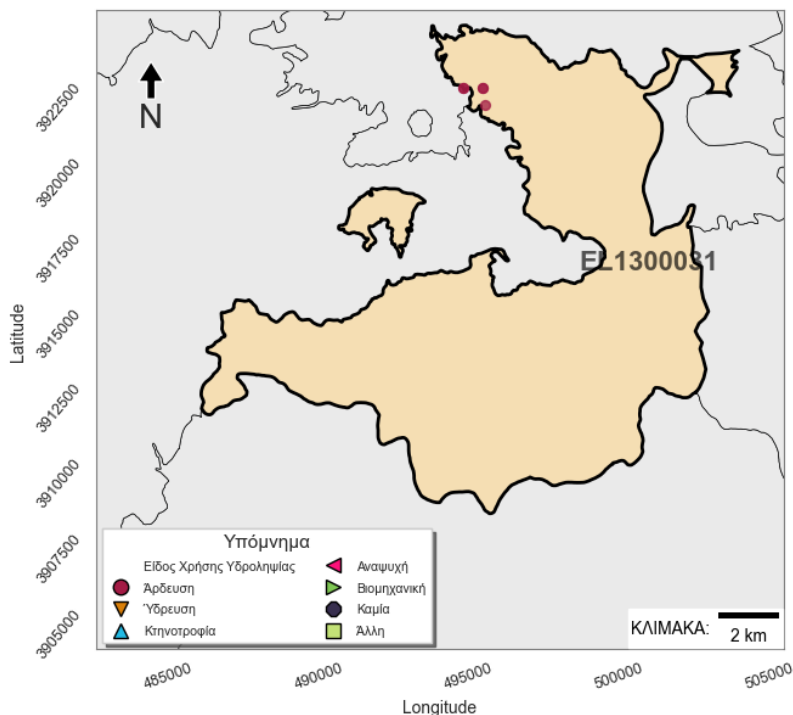 N
EL1300031
Latitude
3922500
3920000
3917500
3915000
3912500
3910000
3907500
3905000
Υπόμνημα
Είδος Χρήσης Υδροληψίας
Άρδευση
Ύδρευση
Κτηνοτροφία
Αναψυχή
Βιομηχανική
Καμία
Άλλη
ΚΛΙΜΑΚΑ:
2 km
485000
490000
495000
500000
505000
Longitude